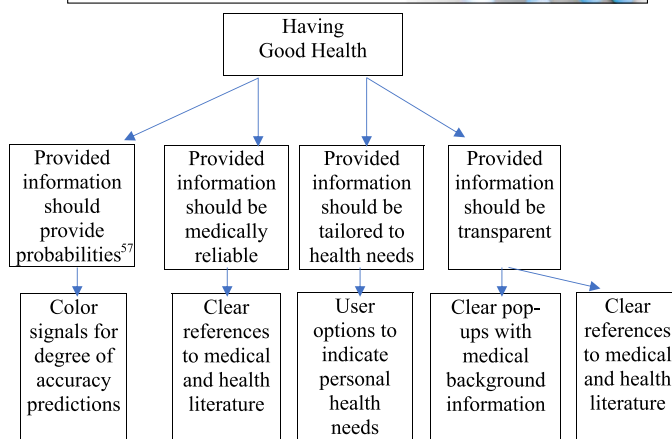 Having
Good Health
Provided
information
should
provide
probabilities57
Provided
information
should be
medically
reliable
Provided
information
should be
tailored to
health needs
Provided
information
should be
transparent
Color
signals for
degree of
accuracy
predictions
Clear
references
to medical
and health
literature
User
options to
indicate
personal
health
needs
Clear pop-
ups with
medical
background
information
Clear
references
to medical
and health
literature